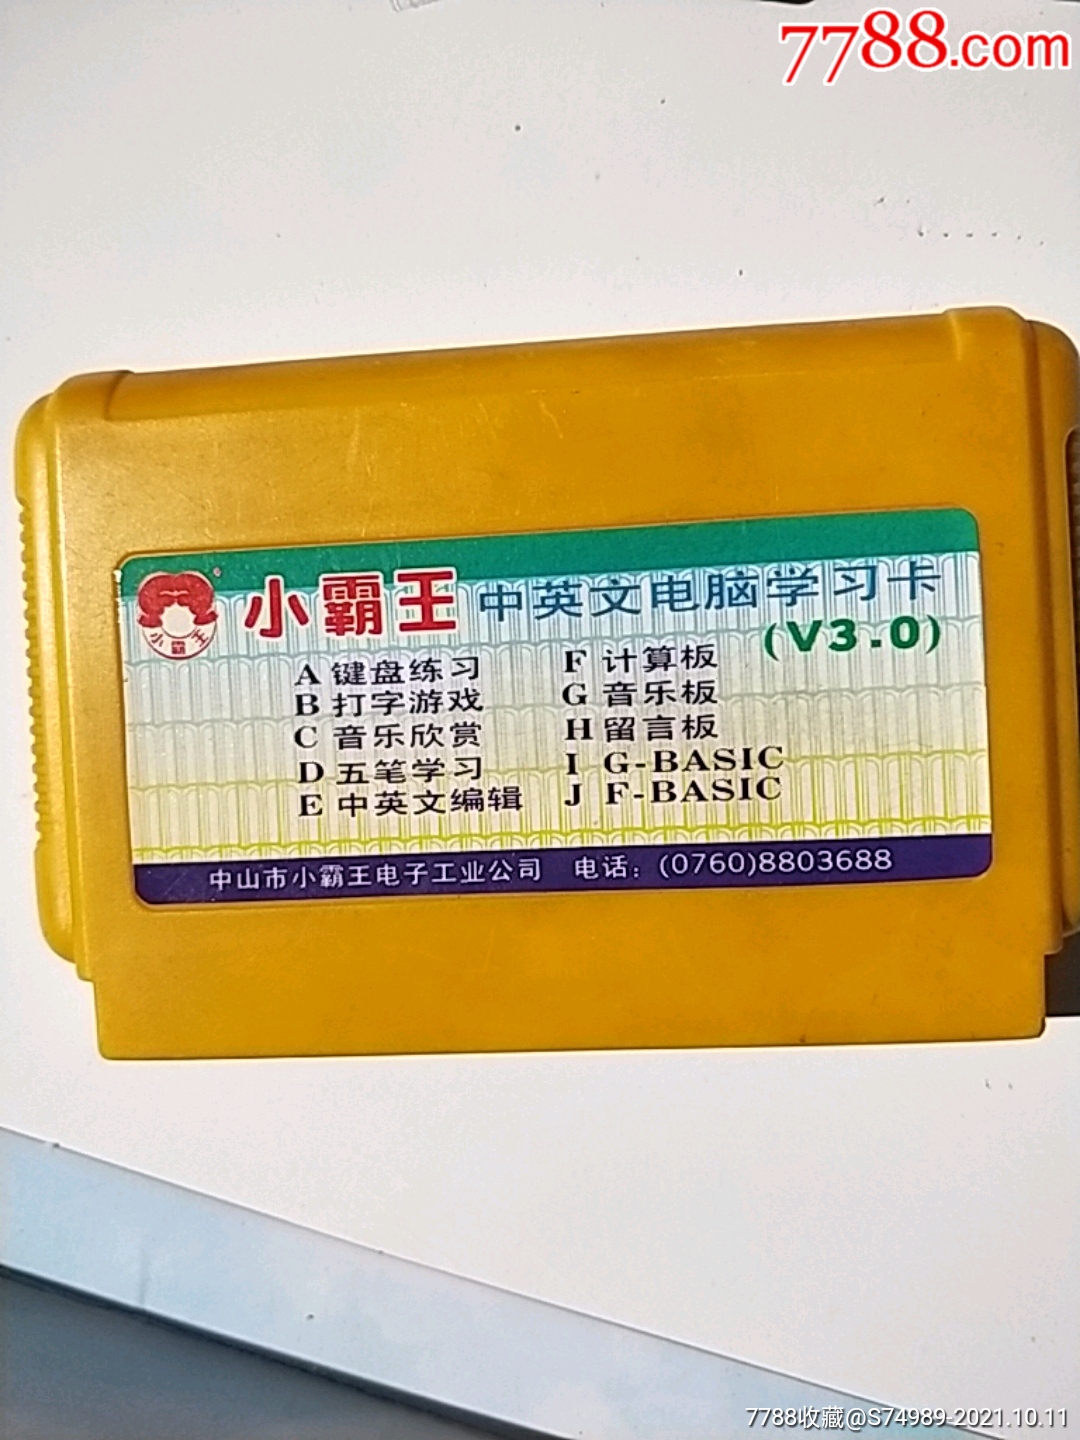 7788.com
小霸王
小霸王 中英文电脑学习卡
(V3.0)
A 键盘练习
B 打字游戏
C 音乐欣赏
D 五笔学习
E 中英文编辑
F 计算板
G 音乐板
H 留言板
I G-BASIC
J F-BASIC
中山市小霸王电子工业公司 电话：(0760)8803688
7788收藏@S74989-2021.10.11